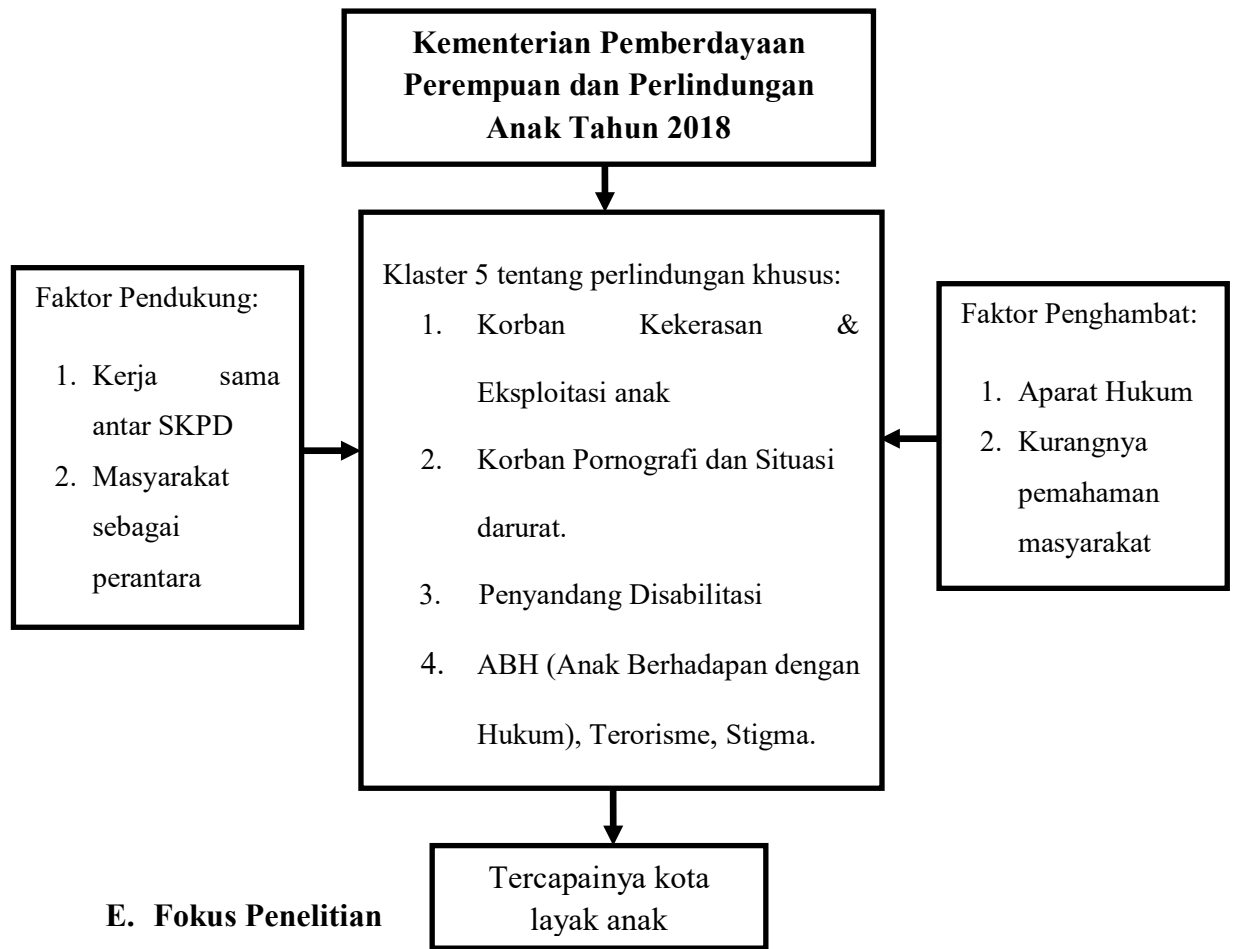 Kementerian Pemberdayaan
Perempuan dan Perlindungan
Anak Tahun 2018
Faktor Pendukung:
1. Kerja sama
antar SKPD
2. Masyarakat
sebagai
perantara
Klaster 5 tentang perlindungan khusus:
1. Korban Kekerasan &
Eksploitasi anak
2. Korban Pornografi dan Situasi
darurat.
3. Penyandang Disabilitasi
4. ABH (Anak Berhadapan dengan
Hukum), Terorisme, Stigma.
Faktor Penghambat:
1. Aparat Hukum
2. Kurangnya
pemahaman
masyarakat
Tercapainya kota
layak anak
E. Fokus Penelitian